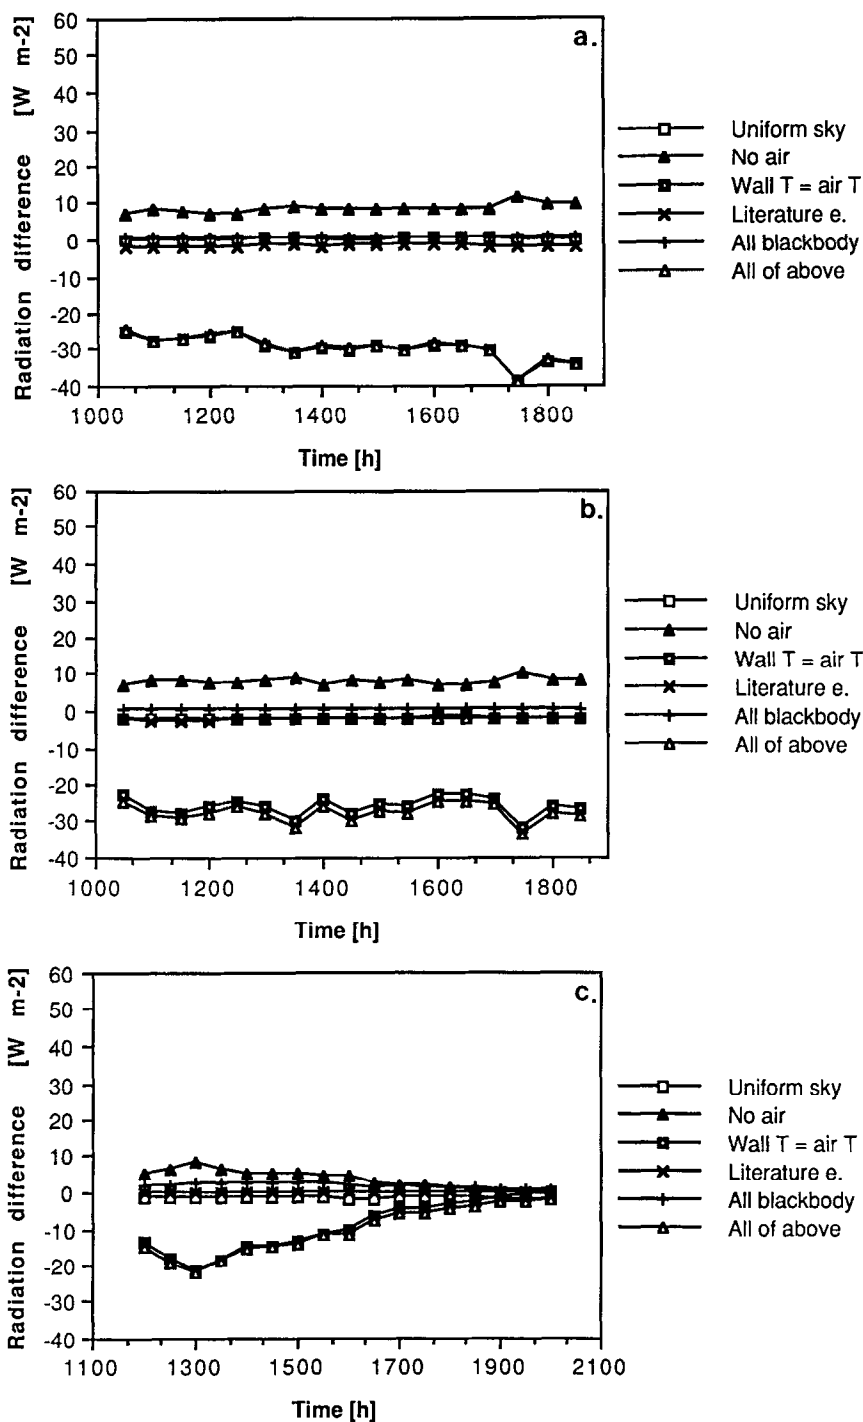 Radiation difference [W m-2]
60
50
40
30
20
10
0
-10
-20
-30
-40
a.
1000 1200 1400 1600 1800
Time [h]
Uniform sky
No air
Wall T = air T
Literature e.
All blackbody
All of above
Radiation difference [W m-2]
60
50
40
30
20
10
0
-10
-20
-30
-40
b.
1000 1200 1400 1600 1800
Time [h]
Uniform sky
No air
Wall T = air T
Literature e.
All blackbody
All of above
Radiation difference [W m-2]
60
50
40
30
20
10
0
-10
-20
-30
-40
c.
1100 1300 1500 1700 1900 2100
Time [h]
Uniform sky
No air
Wall T = air T
Literature e.
All blackbody
All of above